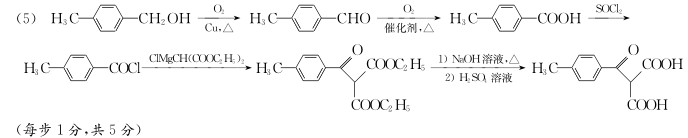 (5) H₃C CH₂OH O₂ Cu,△ H₃C CHO O₂ 催化剂,△ H₃C COOH SOCl₂
H₃C COCl ClMgCH(COOC₂H₅)₂ H₃C O COOC₂H₅ COOC₂H₅ 1) NaOH溶液,△ 2) H₂SO₄溶液 H₃C O COOH COOH
(每步1分,共5分)